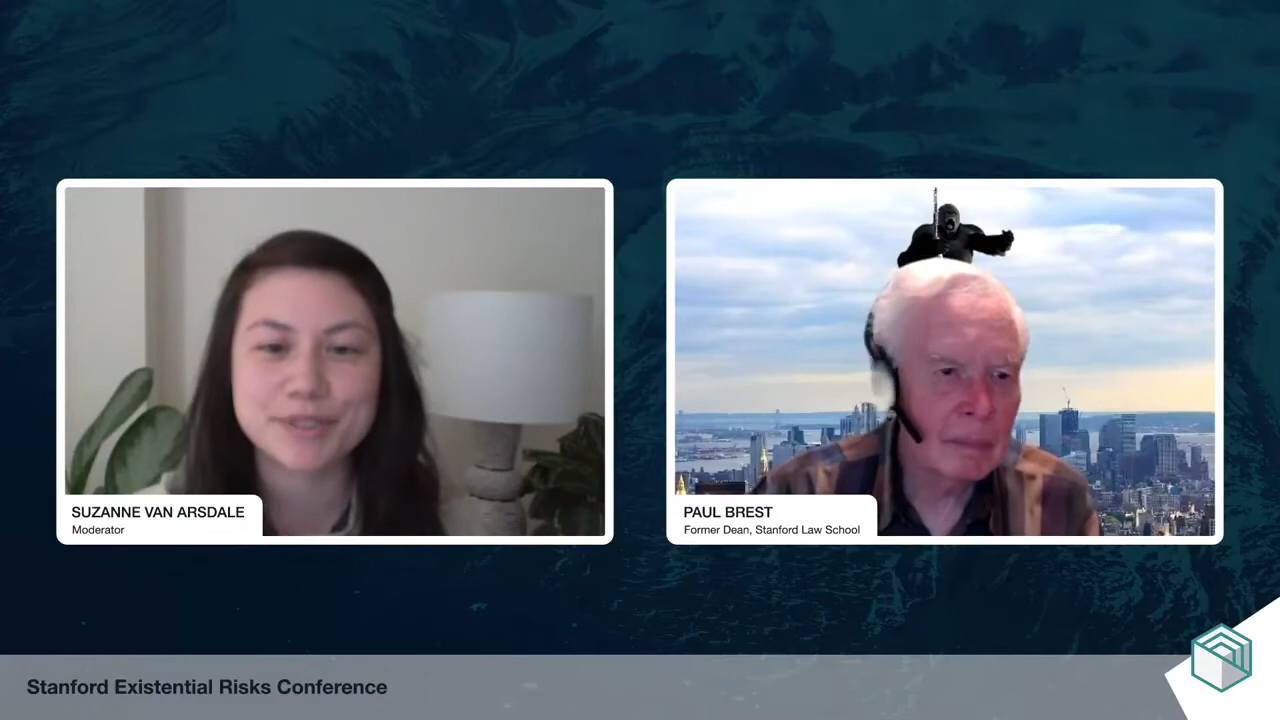 SUZANNE VAN ARSDALE
Moderator
PAUL BREST
Former Dean, Stanford Law School
Stanford Existential Risks Conference